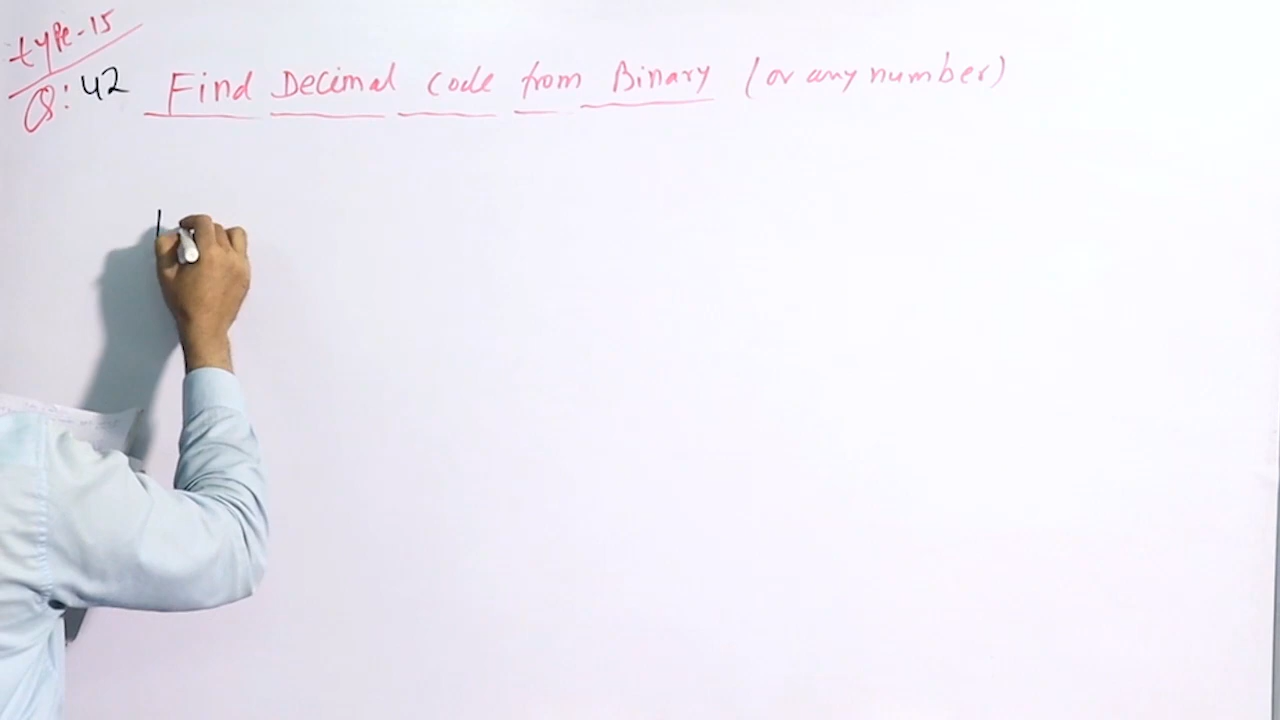 type-15
Q: 42 Find Decimal code from Binary (or any number)